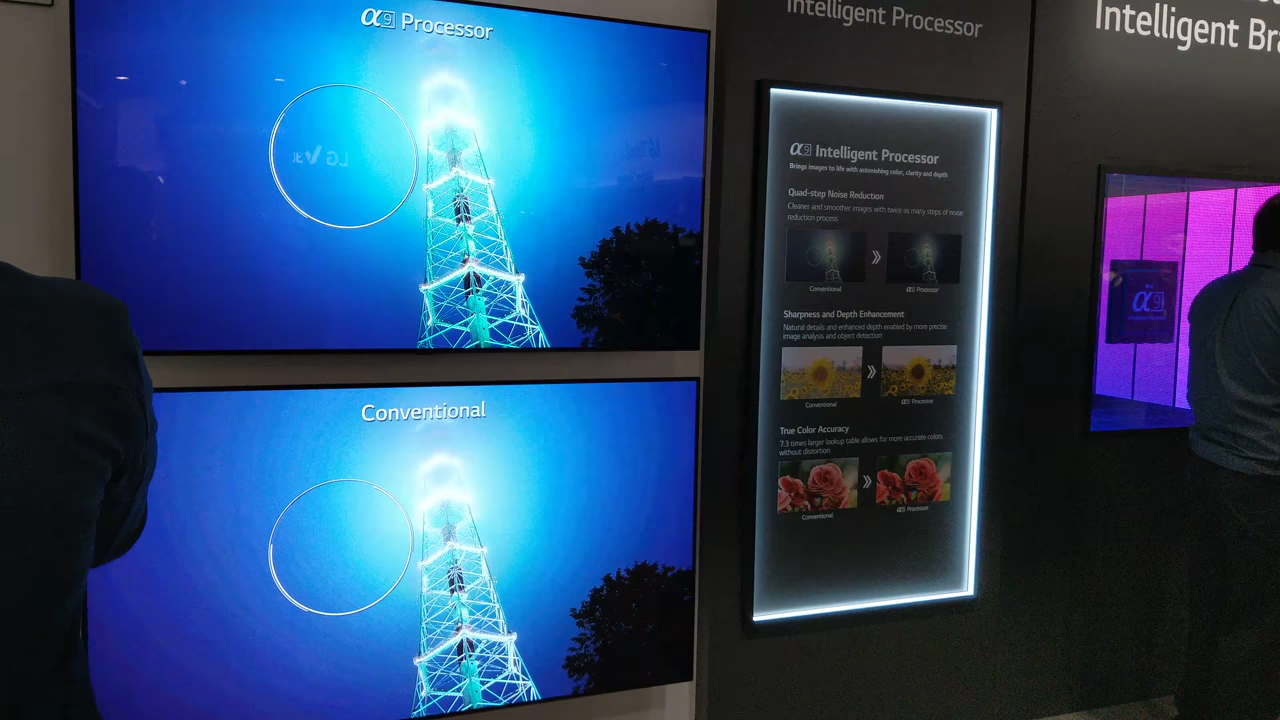 α9 Processor
Conventional
Intelligent Processor
α9 Intelligent Processor
Brings images to life with astonishing color, clarity and depth
Quad-step Noise Reduction
Cleaner and smoother images with twice as many steps of noise
reduction process
Conventional
α9 Processor
Sharpness and Depth Enhancement
Natural details and enhanced depth enabled by more precise
image analysis and object detection
Conventional
α9 Processor
True Color Accuracy
7.3 times larger lookup table allows for more accurate colors
without distortion
Conventional
α9 Processor
Intelligent
α9
LG V